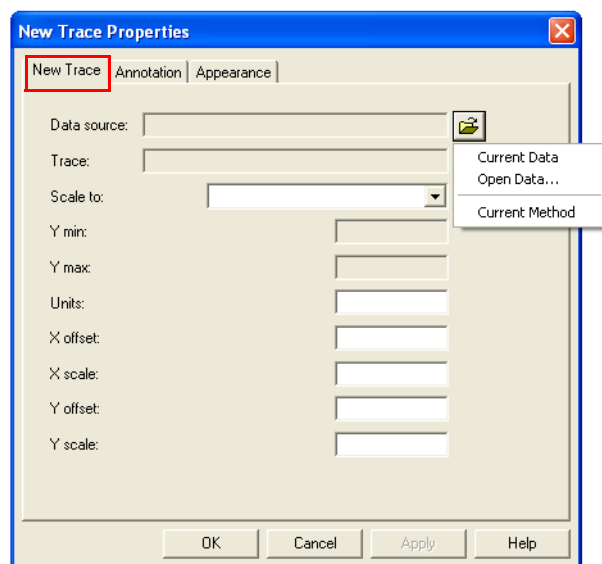 New Trace Properties
New Trace Annotation Appearance
Data source:
Trace:
Current Data
Open Data...
Scale to:
Current Method
Y min:
Y max:
Units:
X offset:
X scale:
Y offset:
Y scale:
OK Cancel Apply Help